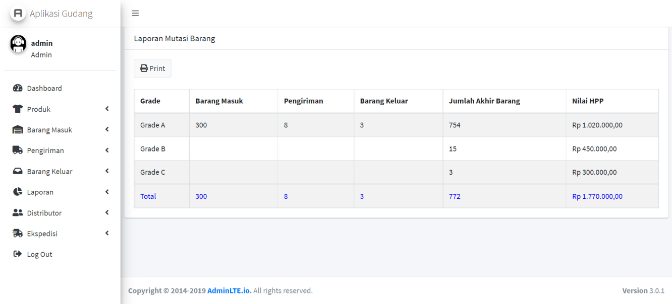 Aplikasi Gudang
admin
Admin
Dashboard
Produk
Barang Masuk
Pengiriman
Barang Keluar
Laporan
Distributor
Ekspedisi
Log Out
Laporan Mutasi Barang
Print
Grade Barang Masuk Pengiriman Barang Keluar Jumlah Akhir Barang Nilai HPP
Grade A 300 8 3 754 Rp 1.020.000,00
Grade B 15 Rp 450.000,00
Grade C 3 Rp 300.000,00
Total 300 8 3 772 Rp 1.770.000,00
Copyright © 2014-2019 AdminLTE.io. All rights reserved. Version 3.0.1